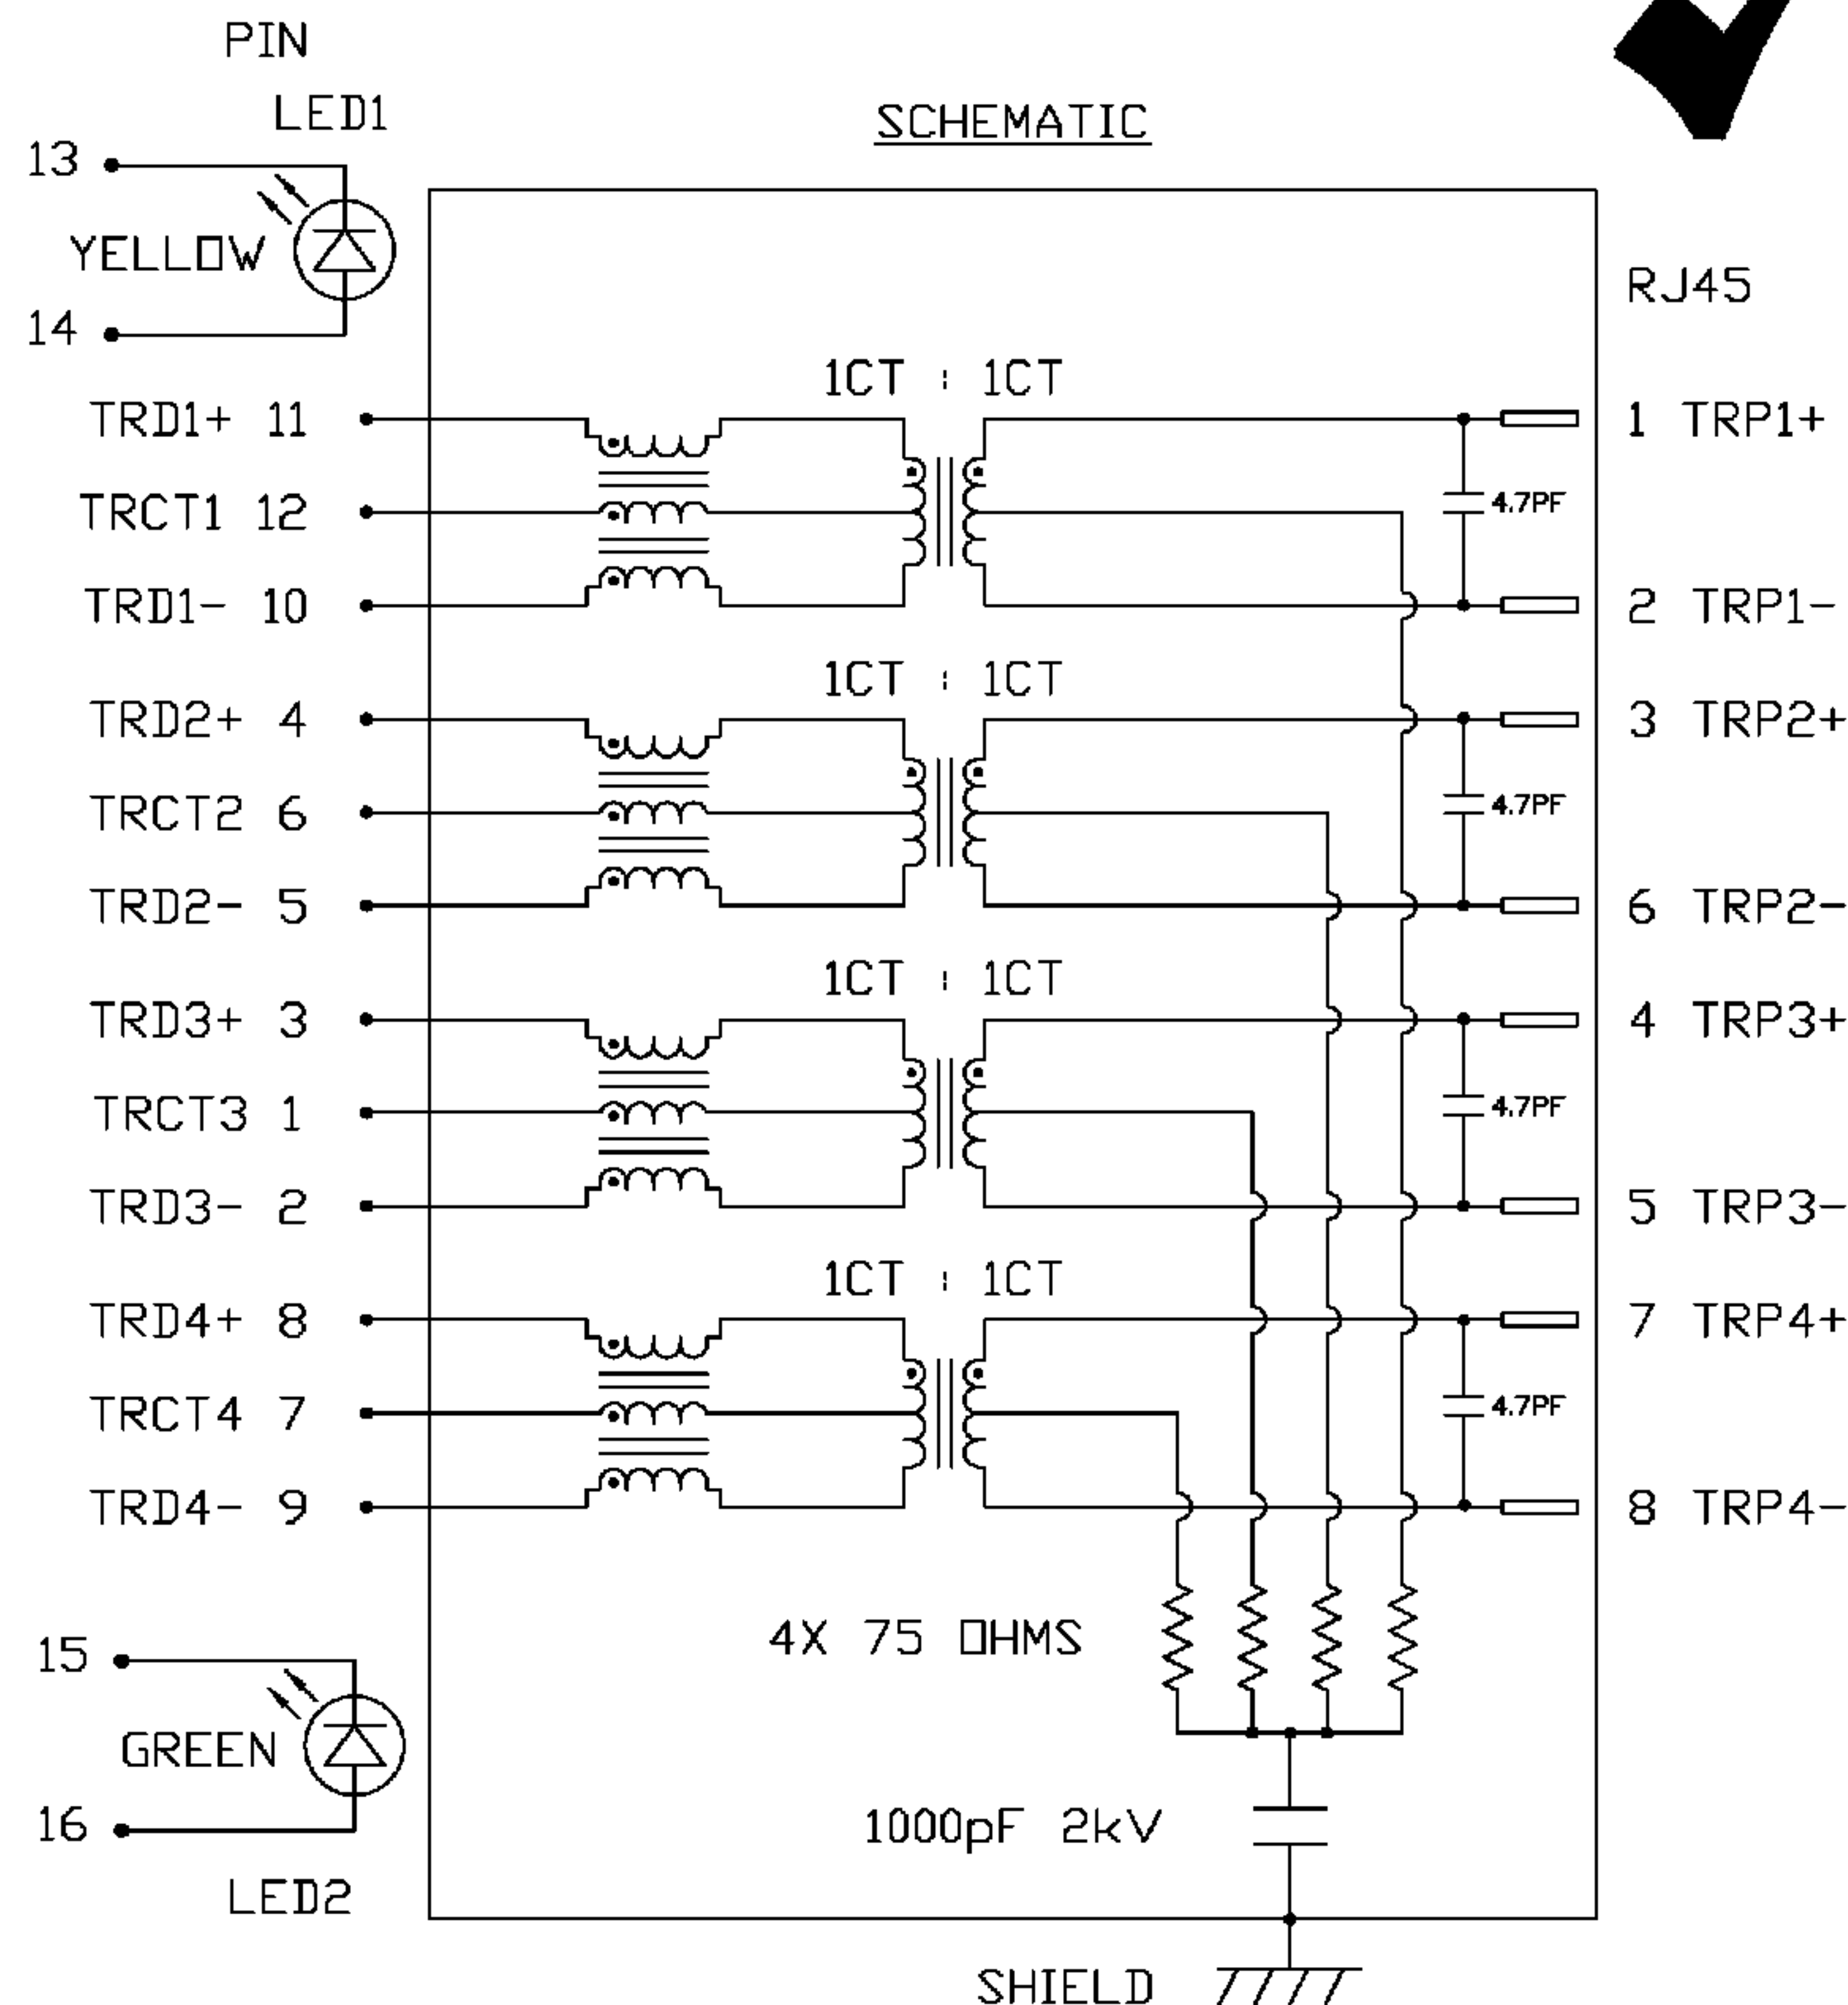 PIN
LED1
SCHEMATIC
13
YELLOW
RJ45
14
1CT : 1CT
TRD1+ 11
1 TRP1+
TRCT1 12
4.7PF
TRD1- 10
2 TRP1-
1CT : 1CT
TRD2+ 4
3 TRP2+
TRCT2 6
4.7PF
TRD2- 5
6 TRP2-
1CT : 1CT
TRD3+ 3
4 TRP3+
TRCT3 1
4.7PF
TRD3- 2
5 TRP3-
1CT : 1CT
TRD4+ 8
7 TRP4+
TRCT4 7
4.7PF
TRD4- 9
8 TRP4-
4X 75 OHMS
15
GREEN
16
1000pF 2kV
LED2
SHIELD